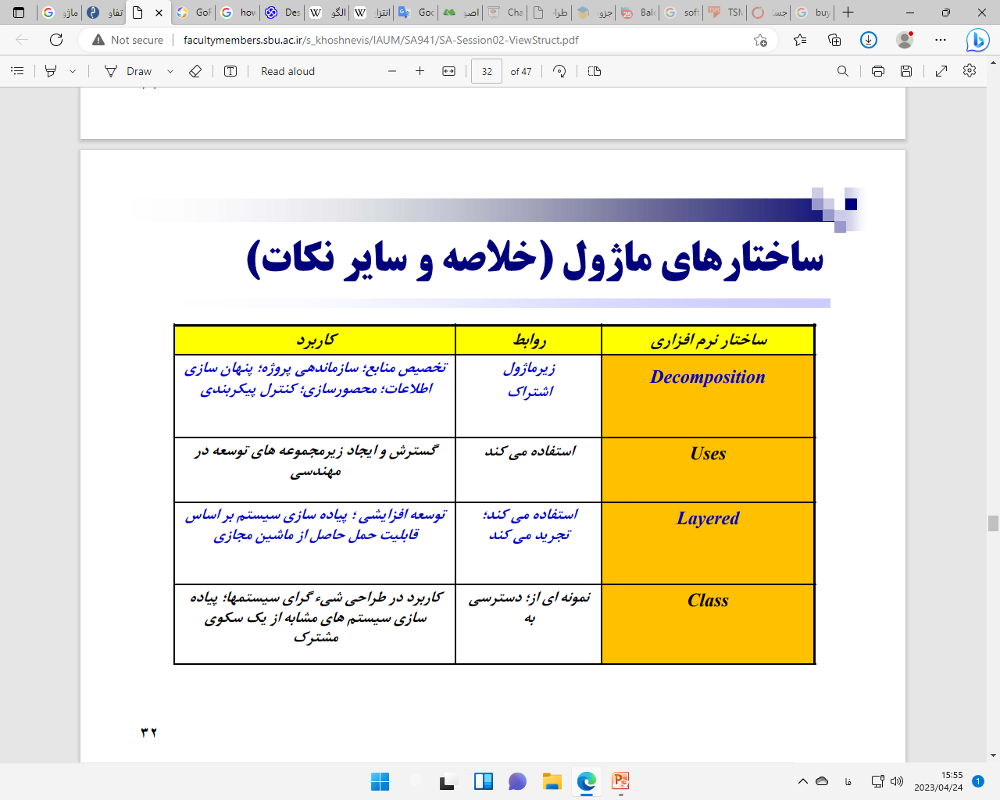 ماژو
تفاو
GoF
how
Des
الگو
انتزا
Goo
اصو
Cha
طرا
جزو
Bale
soft
TSM
جسا
buy
Not secure
facultymembers.sbu.ac.ir/s_khoshnevis/IAUM/SA941/SA-Session02-ViewStruct.pdf
Draw
Read aloud
32 of 47
ساختارهای ماژول (خلاصه و سایر نکات)
ساختار نرم افزاری
روابط
کاربرد
Decomposition
زیرماژول
اشتراک
تخصیص منابع؛ سازماندهی پروژه؛ پنهان سازی
اطلاعات؛ محصورسازی؛ کنترل پیکربندی
Uses
استفاده می کند
گسترش و ایجاد زیرمجموعه های توسعه در
مهندسی
Layered
استفاده می کند؛
تجرید می کند
توسعه افزایشی ؛ پیاده سازی سیستم بر اساس
قابلیت حمل حاصل از ماشین مجازی
Class
نمونه ای از؛ دسترسی
به
کاربرد در طراحی شیء گرای سیستمها؛ پیاده
سازی سیستم های مشابه از یک سکوی
مشترک
۳۲
فا
15:55
2023/04/24
1